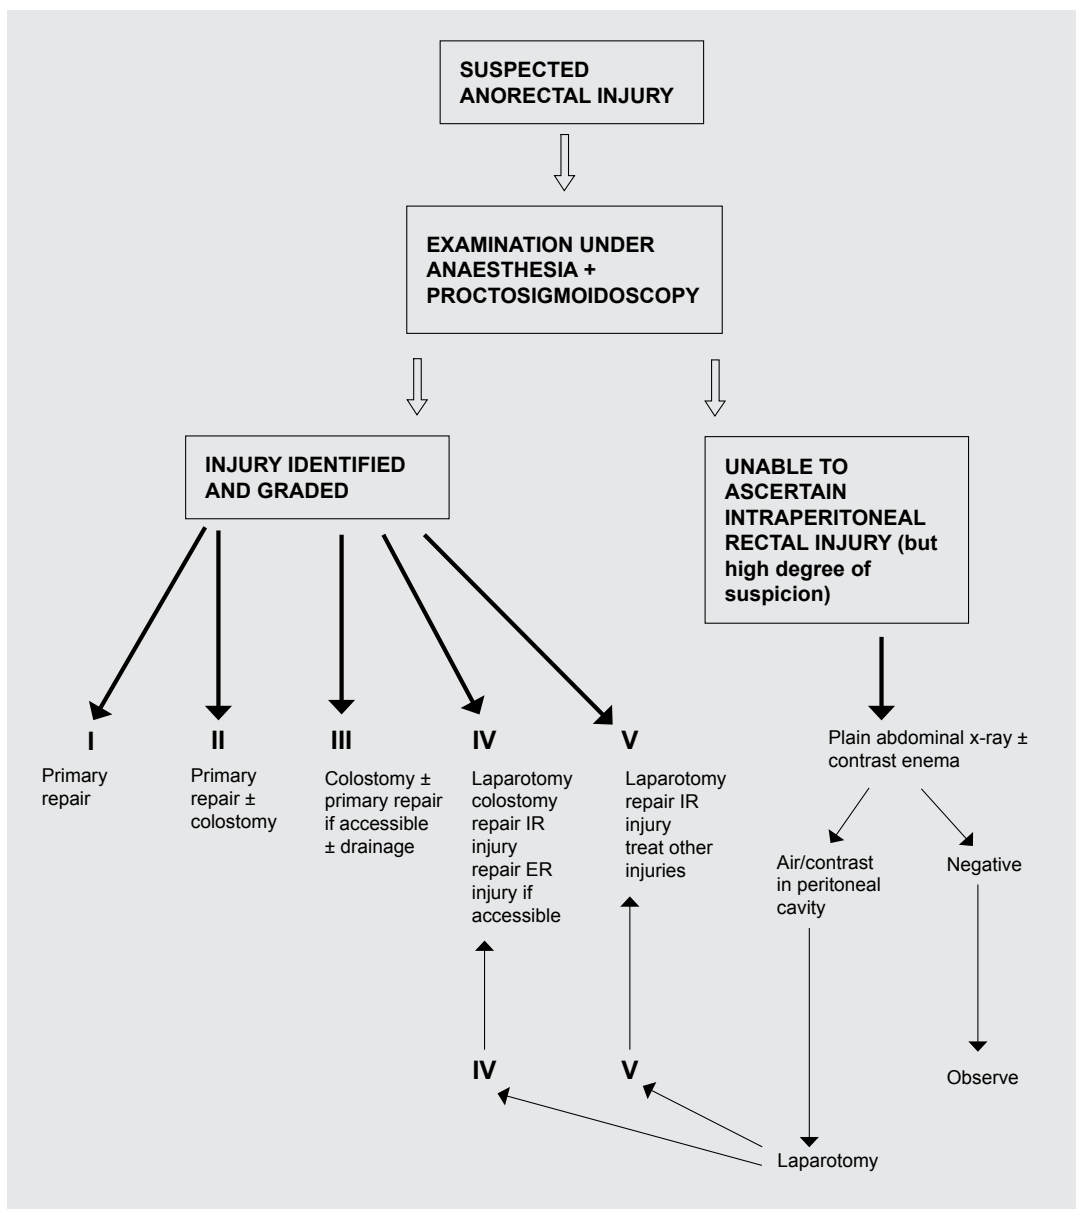 SUSPECTED
ANORECTAL INJURY
EXAMINATION UNDER
ANAESTHESIA +
PROCTOSIGMOIDOSCOPY
INJURY IDENTIFIED
AND GRADED
UNABLE TO
ASCERTAIN
INTRAPERITONEAL
RECTAL INJURY (but
high degree of
suspicion)
I
Primary
repair
II
Primary
repair ±
colostomy
III
Colostomy ±
primary repair
if accessible
± drainage
IV
Laparotomy
colostomy
repair IR
injury
repair ER
injury if
accessible
V
Laparotomy
repair IR
injury
treat other
injuries
Plain abdominal x-ray ±
contrast enema
Air/contrast
in peritoneal
cavity
Negative
IV
V
Observe
Laparotomy